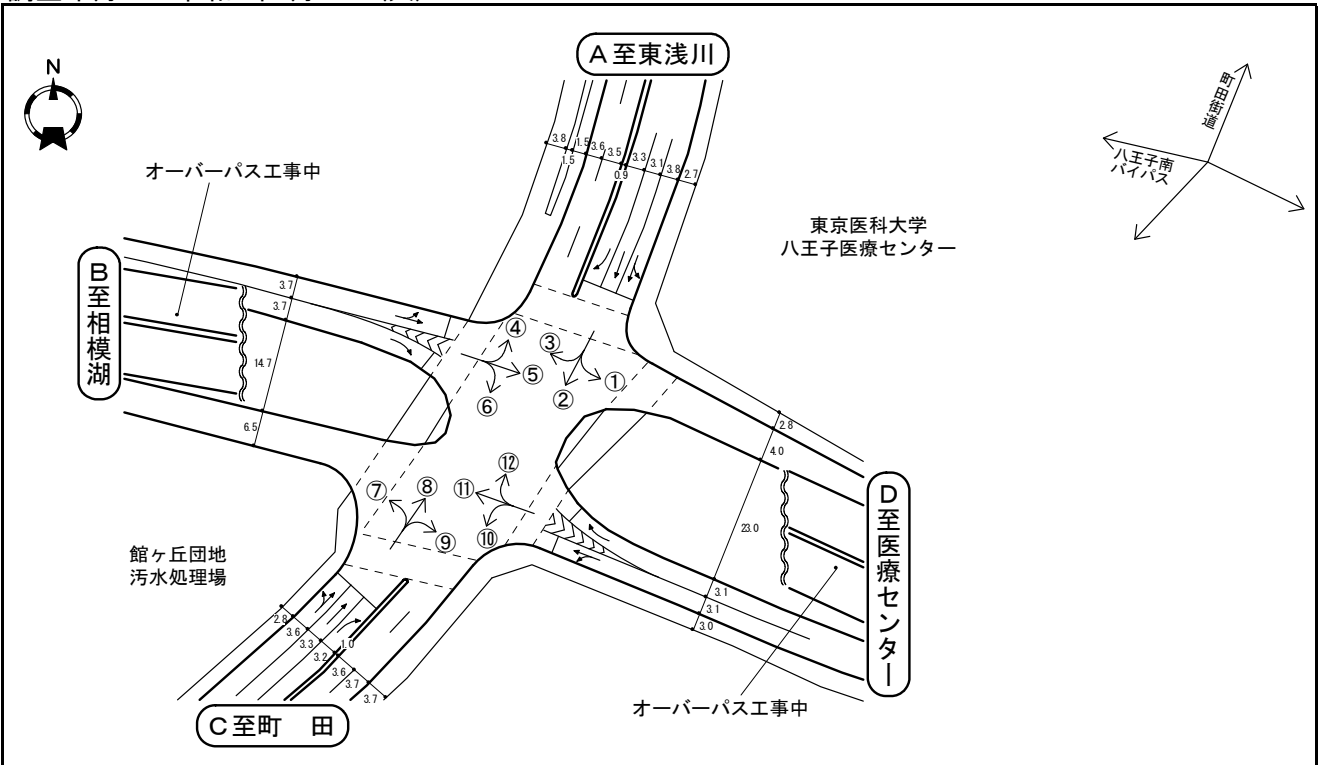 A至東浅川
N
オーバーパス工事中
町田街道
八王子南
バイパス
東京医科大学
八王子医療センター
3.8
1.5
1.5
3.6
3.5
0.9
3.3
3.1
3.8
2.7
B至相模湖
3.7
3.7
14.7
6.5
④
③
⑤
①
⑥
②
⑦
⑧
⑪
⑫
⑨
⑩
2.8
4.0
23.0
3.1
3.1
3.0
D至医療センター
館ヶ丘団地
汚水処理場
2.8
3.6
3.3
3.2
1.0
3.6
3.7
3.7
C至町 田
オーバーパス工事中